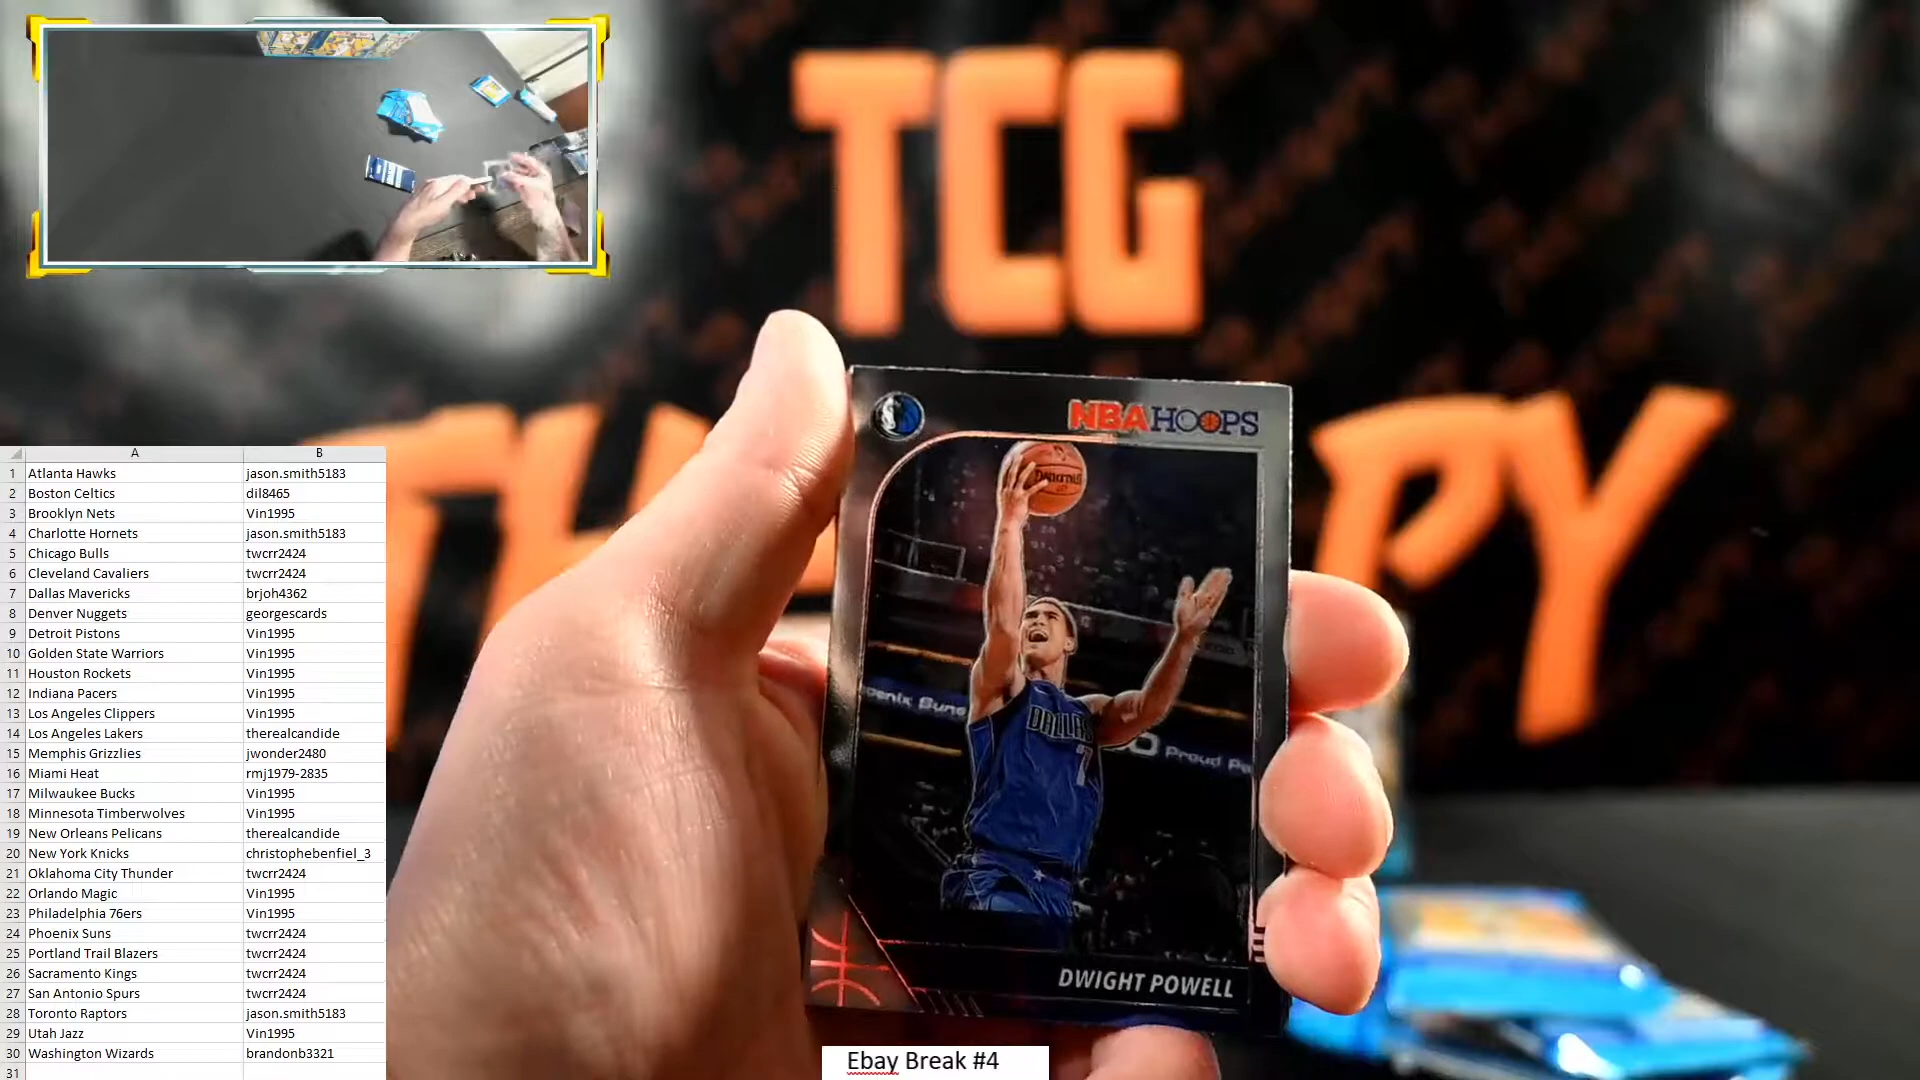 TCG
TH
PY
A B
1 Atlanta Hawks jason.smith5183
2 Boston Celtics dil8465
3 Brooklyn Nets Vin1995
4 Charlotte Hornets jason.smith5183
5 Chicago Bulls twcrr2424
6 Cleveland Cavaliers twcrr2424
7 Dallas Mavericks brjoh4362
8 Denver Nuggets georgescards
9 Detroit Pistons Vin1995
10 Golden State Warriors Vin1995
11 Houston Rockets Vin1995
12 Indiana Pacers Vin1995
13 Los Angeles Clippers Vin1995
14 Los Angeles Lakers therealcandide
15 Memphis Grizzlies jwonder2480
16 Miami Heat rmj1979-2835
17 Milwaukee Bucks Vin1995
18 Minnesota Timberwolves Vin1995
19 New Orleans Pelicans therealcandide
20 New York Knicks christophebenfiel_3
21 Oklahoma City Thunder twcrr2424
22 Orlando Magic Vin1995
23 Philadelphia 76ers Vin1995
24 Phoenix Suns twcrr2424
25 Portland Trail Blazers twcrr2424
26 Sacramento Kings twcrr2424
27 San Antonio Spurs twcrr2424
28 Toronto Raptors jason.smith5183
29 Utah Jazz Vin1995
30 Washington Wizards brandonb3321
31
NBA HOOPS
SPALDING
enix Suns
DALLAS
7
Proud Pa
DWIGHT POWELL
Ebay Break #4